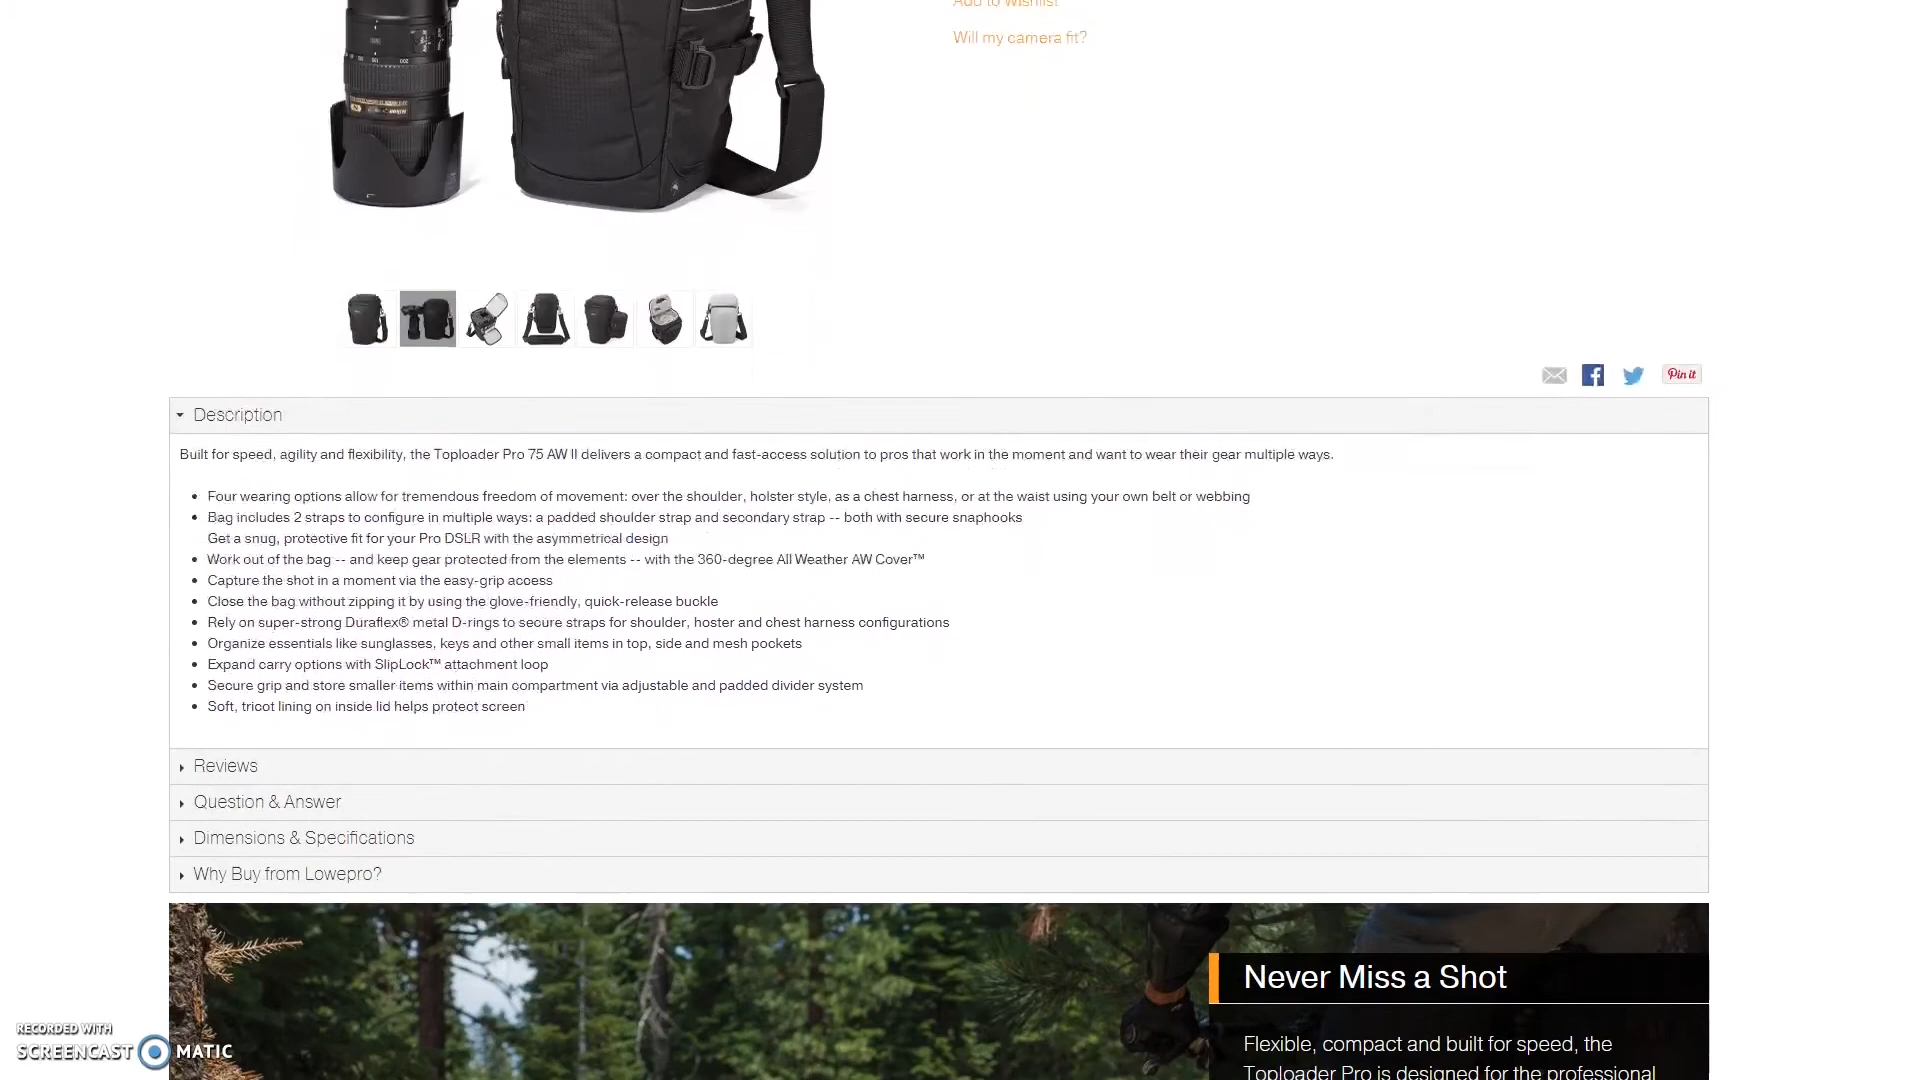 Add to Wishlist
Will my camera fit?
200
Pin it
Description
Built for speed, agility and flexibility, the Toploader Pro 75 AW II delivers a compact and fast-access solution to pros that work in the moment and want to wear their gear multiple ways.
• Four wearing options allow for tremendous freedom of movement: over the shoulder, holster style, as a chest harness, or at the waist using your own belt or webbing
• Bag includes 2 straps to configure in multiple ways: a padded shoulder strap and secondary strap -- both with secure snaphooks
Get a snug, protective fit for your Pro DSLR with the asymmetrical design
• Work out of the bag -- and keep gear protected from the elements -- with the 360-degree All Weather AW Cover™
• Capture the shot in a moment via the easy-grip access
• Close the bag without zipping it by using the glove-friendly, quick-release buckle
• Rely on super-strong Duraflex® metal D-rings to secure straps for shoulder, hoster and chest harness configurations
• Organize essentials like sunglasses, keys and other small items in top, side and mesh pockets
• Expand carry options with SlipLock™ attachment loop
• Secure grip and store smaller items within main compartment via adjustable and padded divider system
• Soft, tricot lining on inside lid helps protect screen
Reviews
Question & Answer
Dimensions & Specifications
Why Buy from Lowepro?
Never Miss a Shot
Flexible, compact and built for speed, the
Toploader Pro is designed for the professional
RECORDED WITH
SCREENCAST MATIC